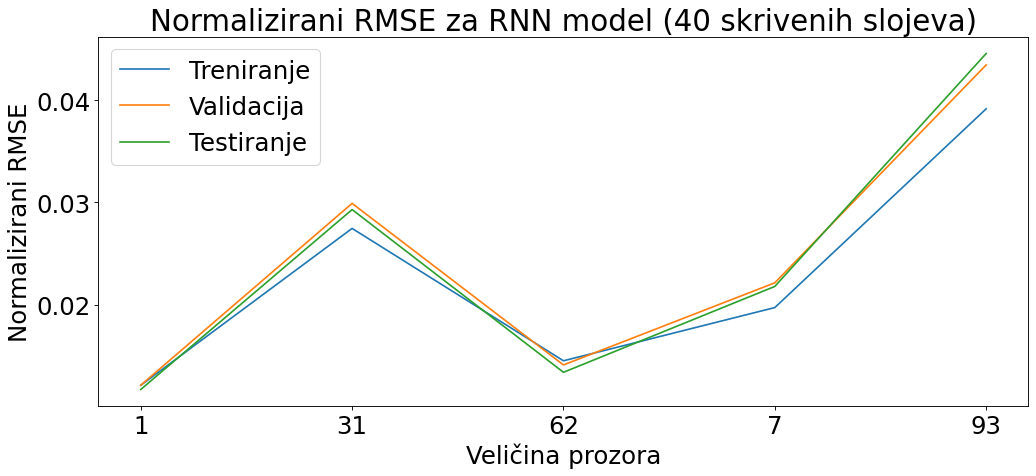 Normalizirani RMSE za RNN model (40 skrivenih slojeva)
Treniranje
Validacija
Testiranje
Normalizirani RMSE
0.04
0.03
0.02
1 31 62 7 93
Veličina prozora